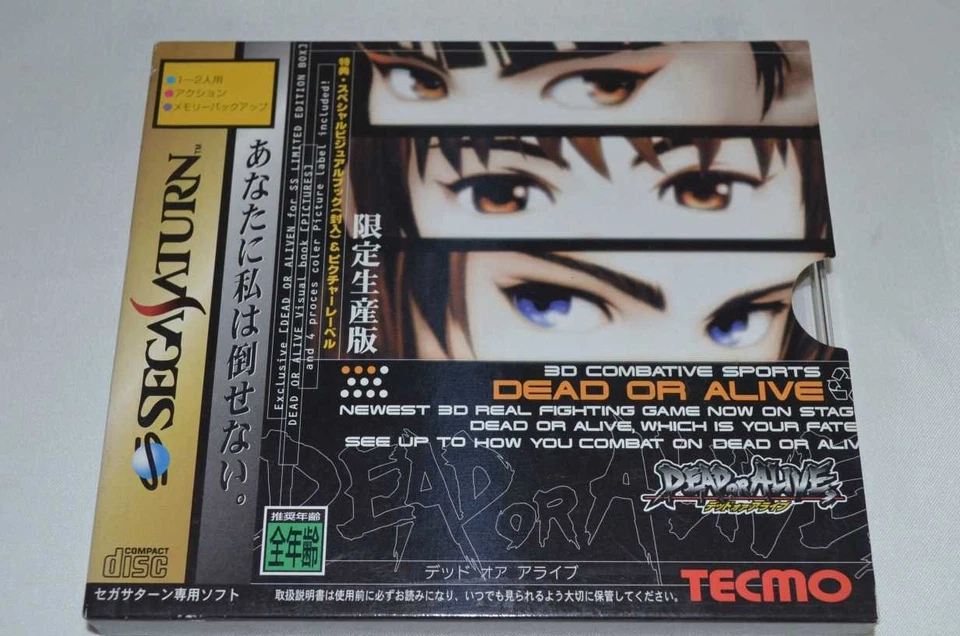 1~2人用
アクション
メモリーバックアップ
SEGA SATURN™
COMPACT
disc
セガサターン専用ソフト
あなたに私は倒せない。
Exclusive [DEAD OR ALIVEN for SS LIMITED EDITION BOX]
DEAD OR ALIVE Visual book [PICTURES]
and 4 proces coler Picture label included!
特典・スペシャルビジュアルブック(封入)&ピクチャーレーベル
限定生産版
3D COMBATIVE SPORTS
DEAD OR ALIVE
NEWEST 3D REAL FIGHTING GAME NOW ON STAG
DEAD OR ALIVE, WHICH IS YOUR FATE
SEE UP TO HOW YOU COMBAT ON DEAD OR ALIV
DEAD OR ALIVE
DEAD OR ALIVE
デッドオアアライブ
推奨年齢
全年齢
デッド オア アライブ
TECMO
取扱説明書は使用前に必ずお読みになり、いつでも見られるよう大切に保管してください。